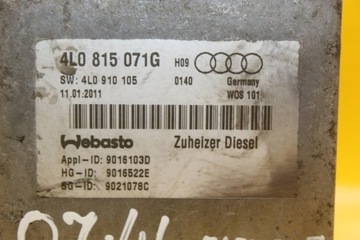 4L0 815 071G H09
SW: 4L0 910 105 0140 Germany
11.01.2011 WOS 101
Webasto Zuheizer Diesel
Appl-ID: 9016103D
HG-ID: 9016522E
SG-ID: 9021078C